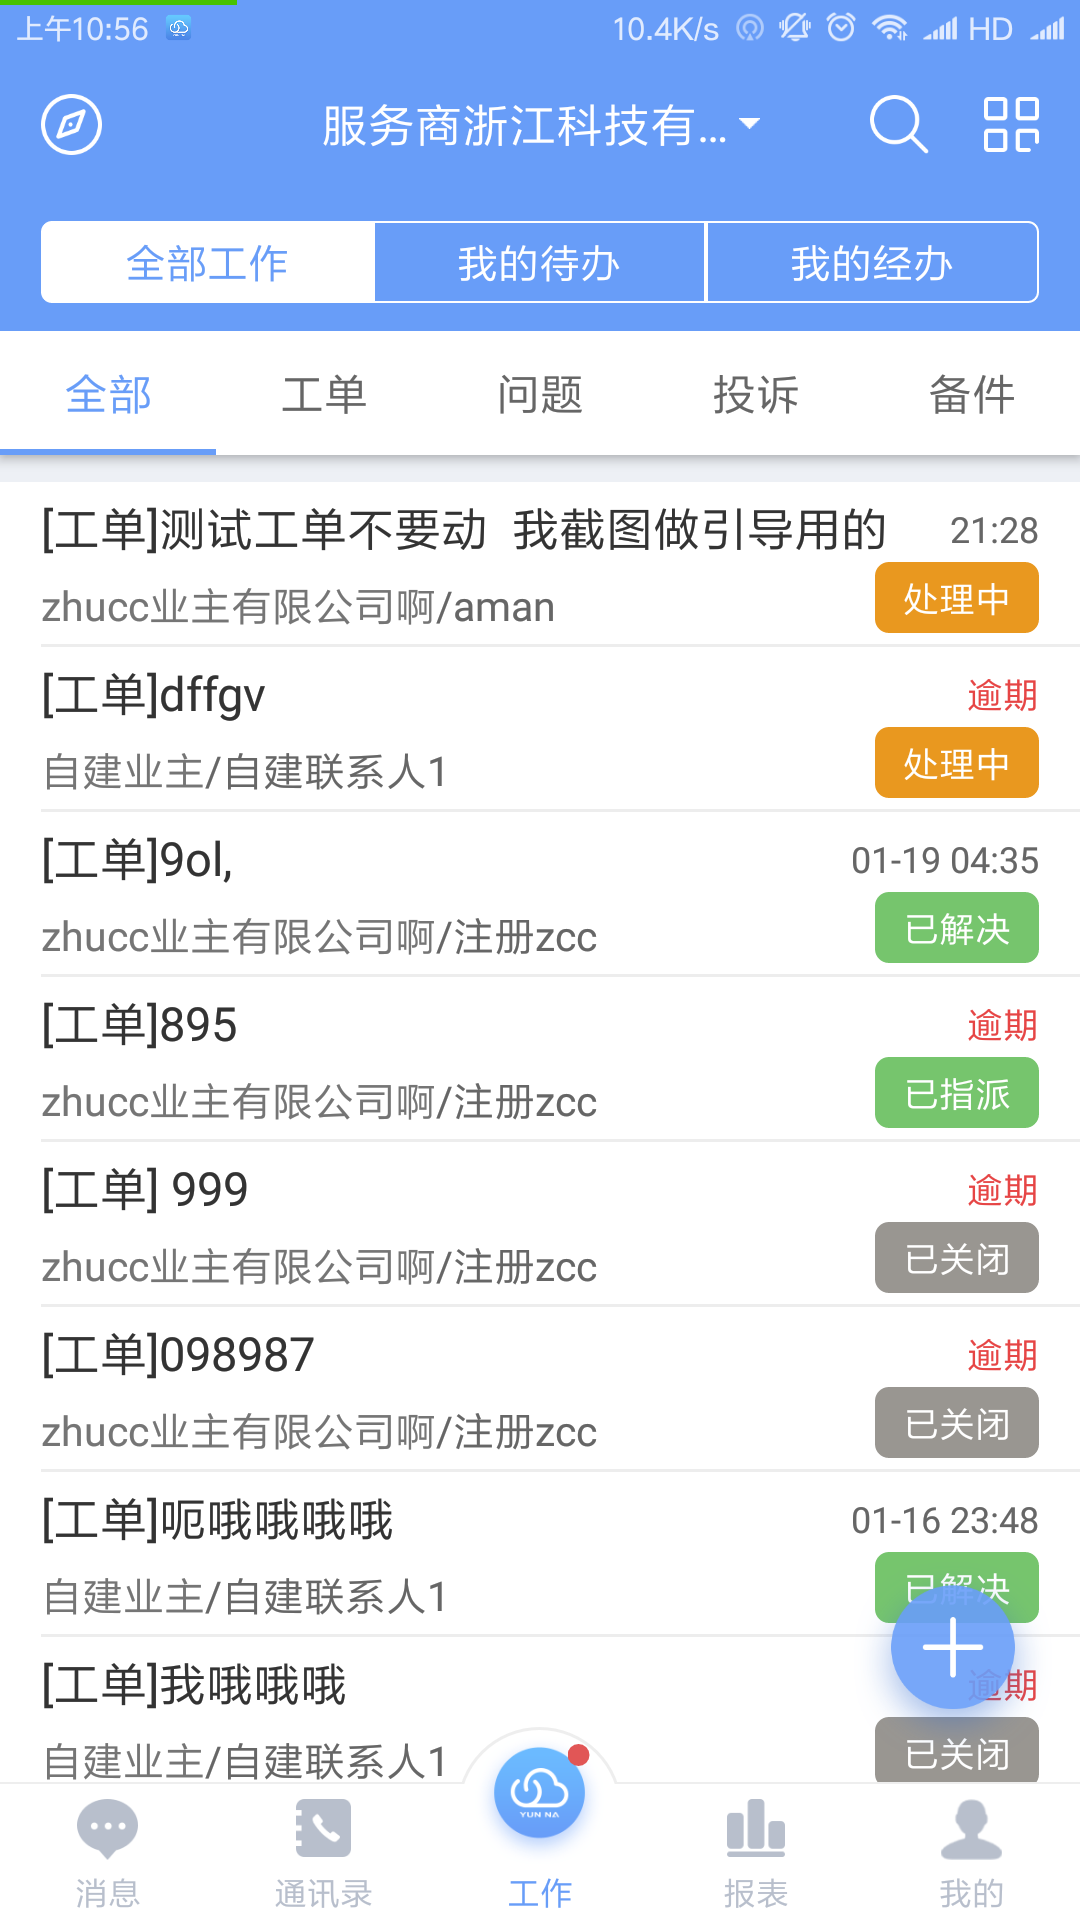 上午10:56 10.4K/s HD
服务商浙江科技有...
全部工作 我的待办 我的经办
全部 工单 问题 投诉 备件
[工单]测试工单不要动 我截图做引导用的 21:28
zhucc业主有限公司啊/aman 处理中
[工单]dffgv 逾期
自建业主/自建联系人1 处理中
[工单]9ol, 01-19 04:35
zhucc业主有限公司啊/注册zcc 已解决
[工单]895 逾期
zhucc业主有限公司啊/注册zcc 已指派
[工单] 999 逾期
zhucc业主有限公司啊/注册zcc 已关闭
[工单]098987 逾期
zhucc业主有限公司啊/注册zcc 已关闭
[工单]呃哦哦哦哦 01-16 23:48
自建业主/自建联系人1 已解决
[工单]我哦哦哦 逾期
自建业主/自建联系人1 已关闭
YUN NA
消息 通讯录 工作 报表 我的